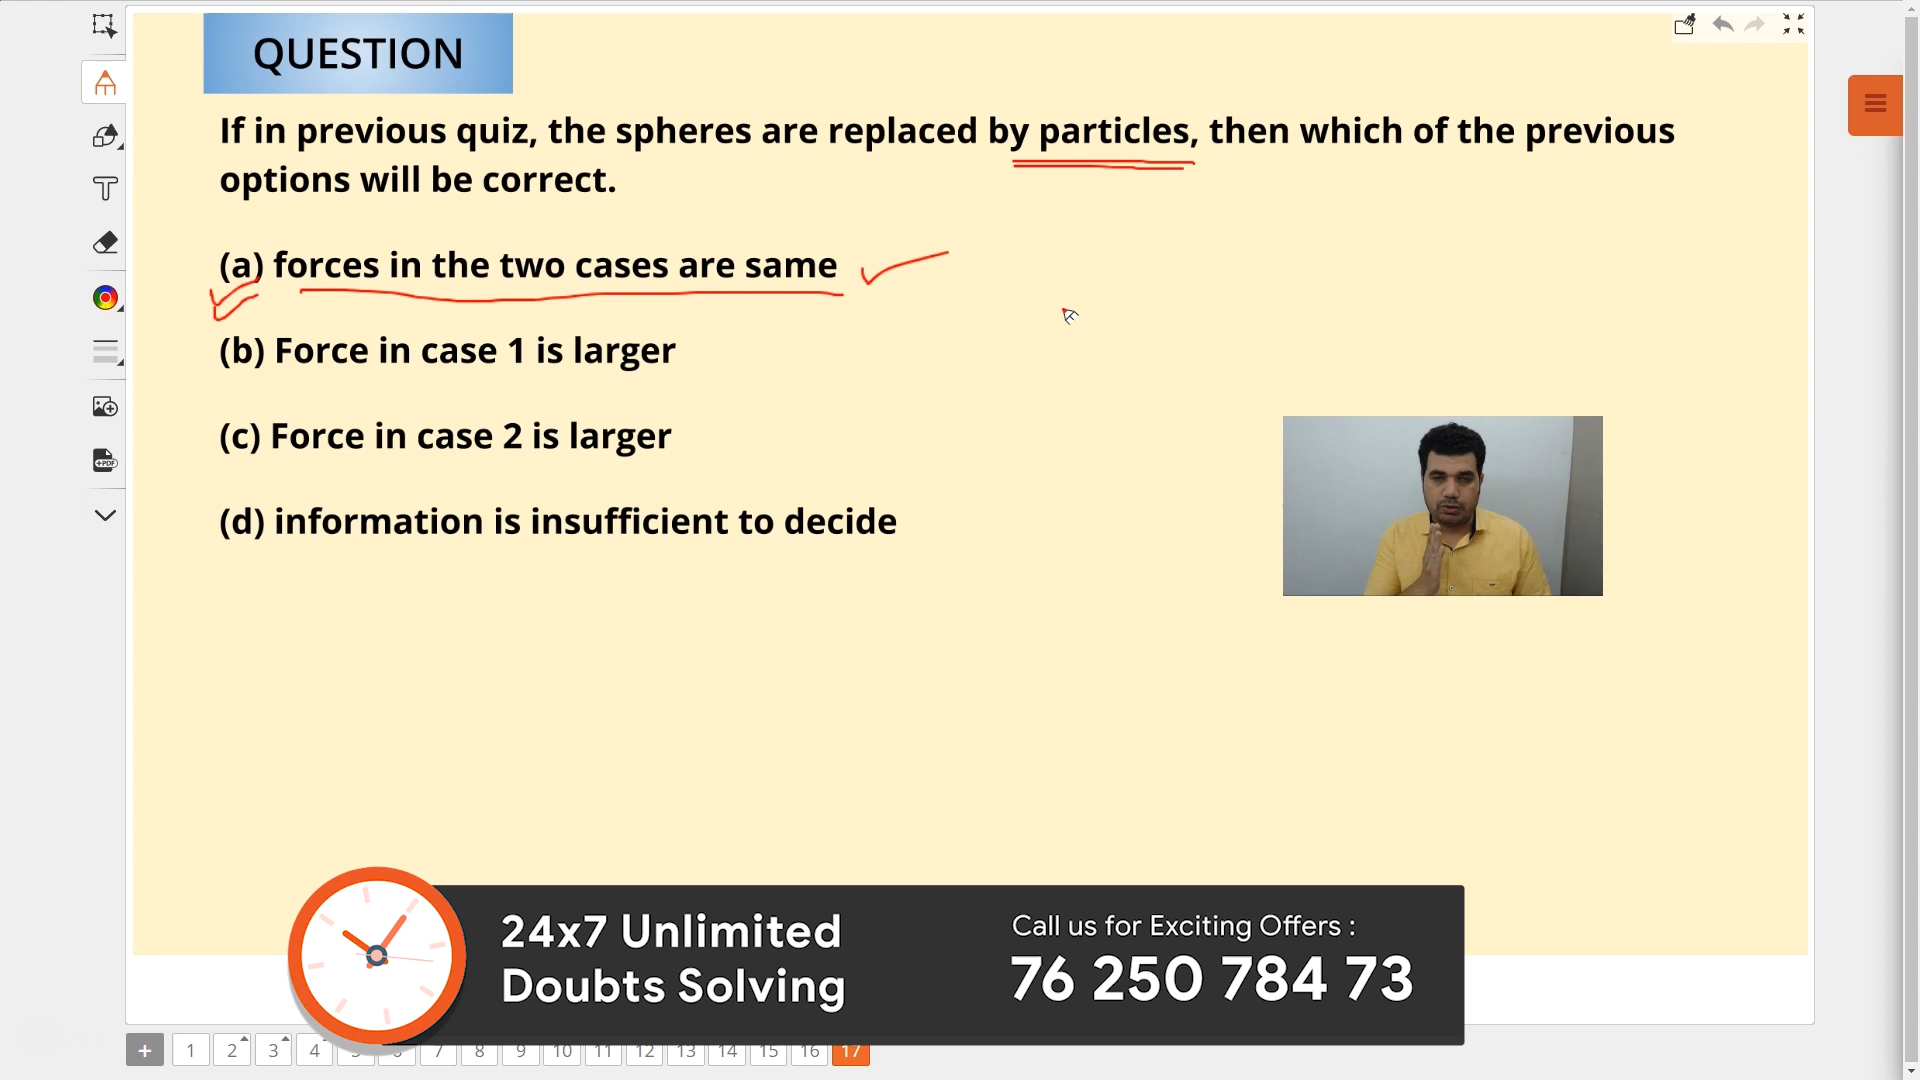 QUESTION
If in previous quiz, the spheres are replaced by particles, then which of the previous
options will be correct.
(a) forces in the two cases are same
(b) Force in case 1 is larger
(c) Force in case 2 is larger
(d) information is insufficient to decide
24x7 Unlimited
Doubts Solving
Call us for Exciting Offers :
76 250 784 73
+PDF
+ 1 2 3 4 7 8 9 10 11 12 13 14 15 16 17